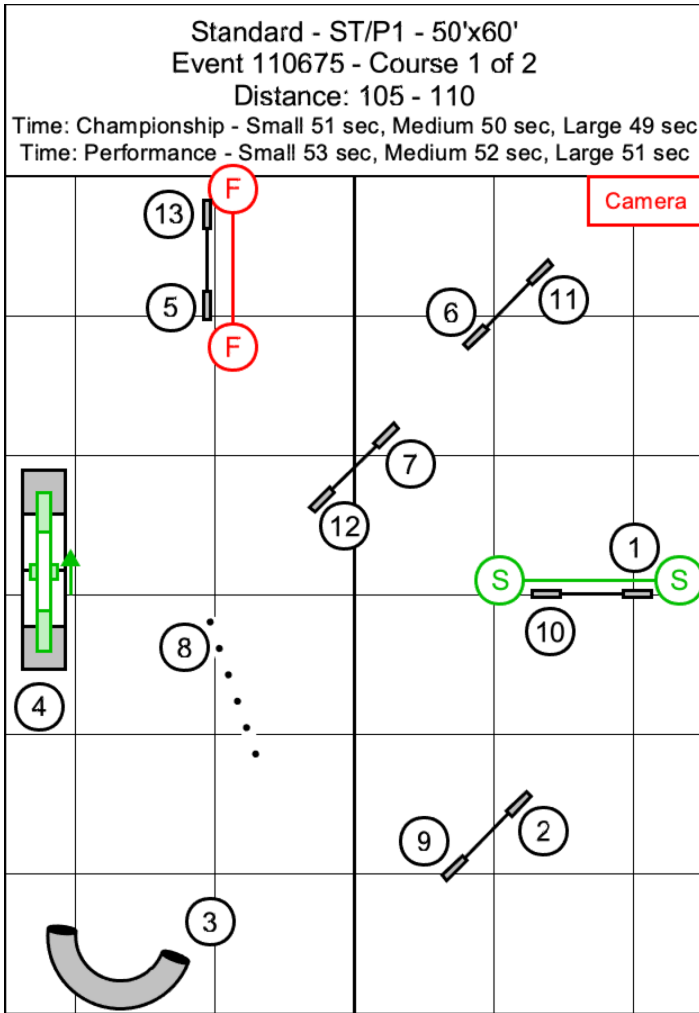 Standard - ST/P1 - 50'x60'
Event 110675 - Course 1 of 2
Distance: 105 - 110
Time: Championship - Small 51 sec, Medium 50 sec, Large 49 sec
Time: Performance - Small 53 sec, Medium 52 sec, Large 51 sec
F
Camera
13
11
5
6
F
7
12
1
S
S
10
8
4
2
9
3